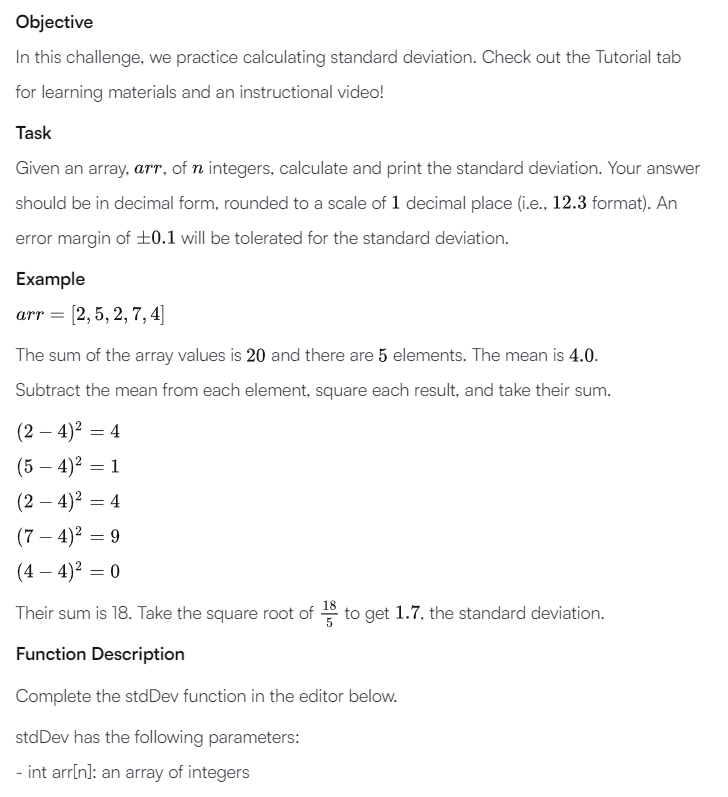 Objective
In this challenge, we practice calculating standard deviation. Check out the Tutorial tab
for learning materials and an instructional video!
Task
Given an array, arr, of n integers, calculate and print the standard deviation. Your answer
should be in decimal form, rounded to a scale of 1 decimal place (i.e., 12.3 format). An
error margin of ±0.1 will be tolerated for the standard deviation.
Example
arr = [2, 5, 2, 7, 4]
The sum of the array values is 20 and there are 5 elements. The mean is 4.0.
Subtract the mean from each element, square each result, and take their sum.
(2 − 4)² = 4
(5 − 4)² = 1
(2 − 4)² = 4
(7 − 4)² = 9
(4 − 4)² = 0
Their sum is 18. Take the square root of 18/5 to get 1.7, the standard deviation.
Function Description
Complete the stdDev function in the editor below.
stdDev has the following parameters:
- int arr[n]: an array of integers